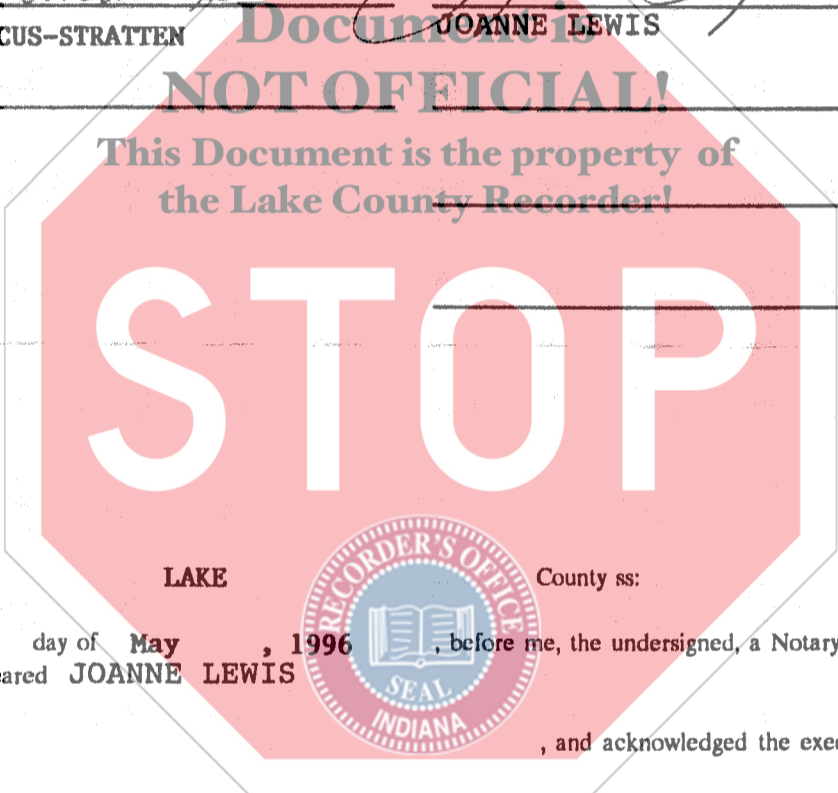 Document is
JOANNE LEWIS
CUS-STRATTEN
NOT OFFICIAL!
This Document is the property of
the Lake County Recorder!
STOP
LAKE County ss:
RECORDER'S OFFICE
SEAL
INDIANA
day of May , 1996 , before me, the undersigned, a Notary
eared JOANNE LEWIS
, and acknowledged the exe